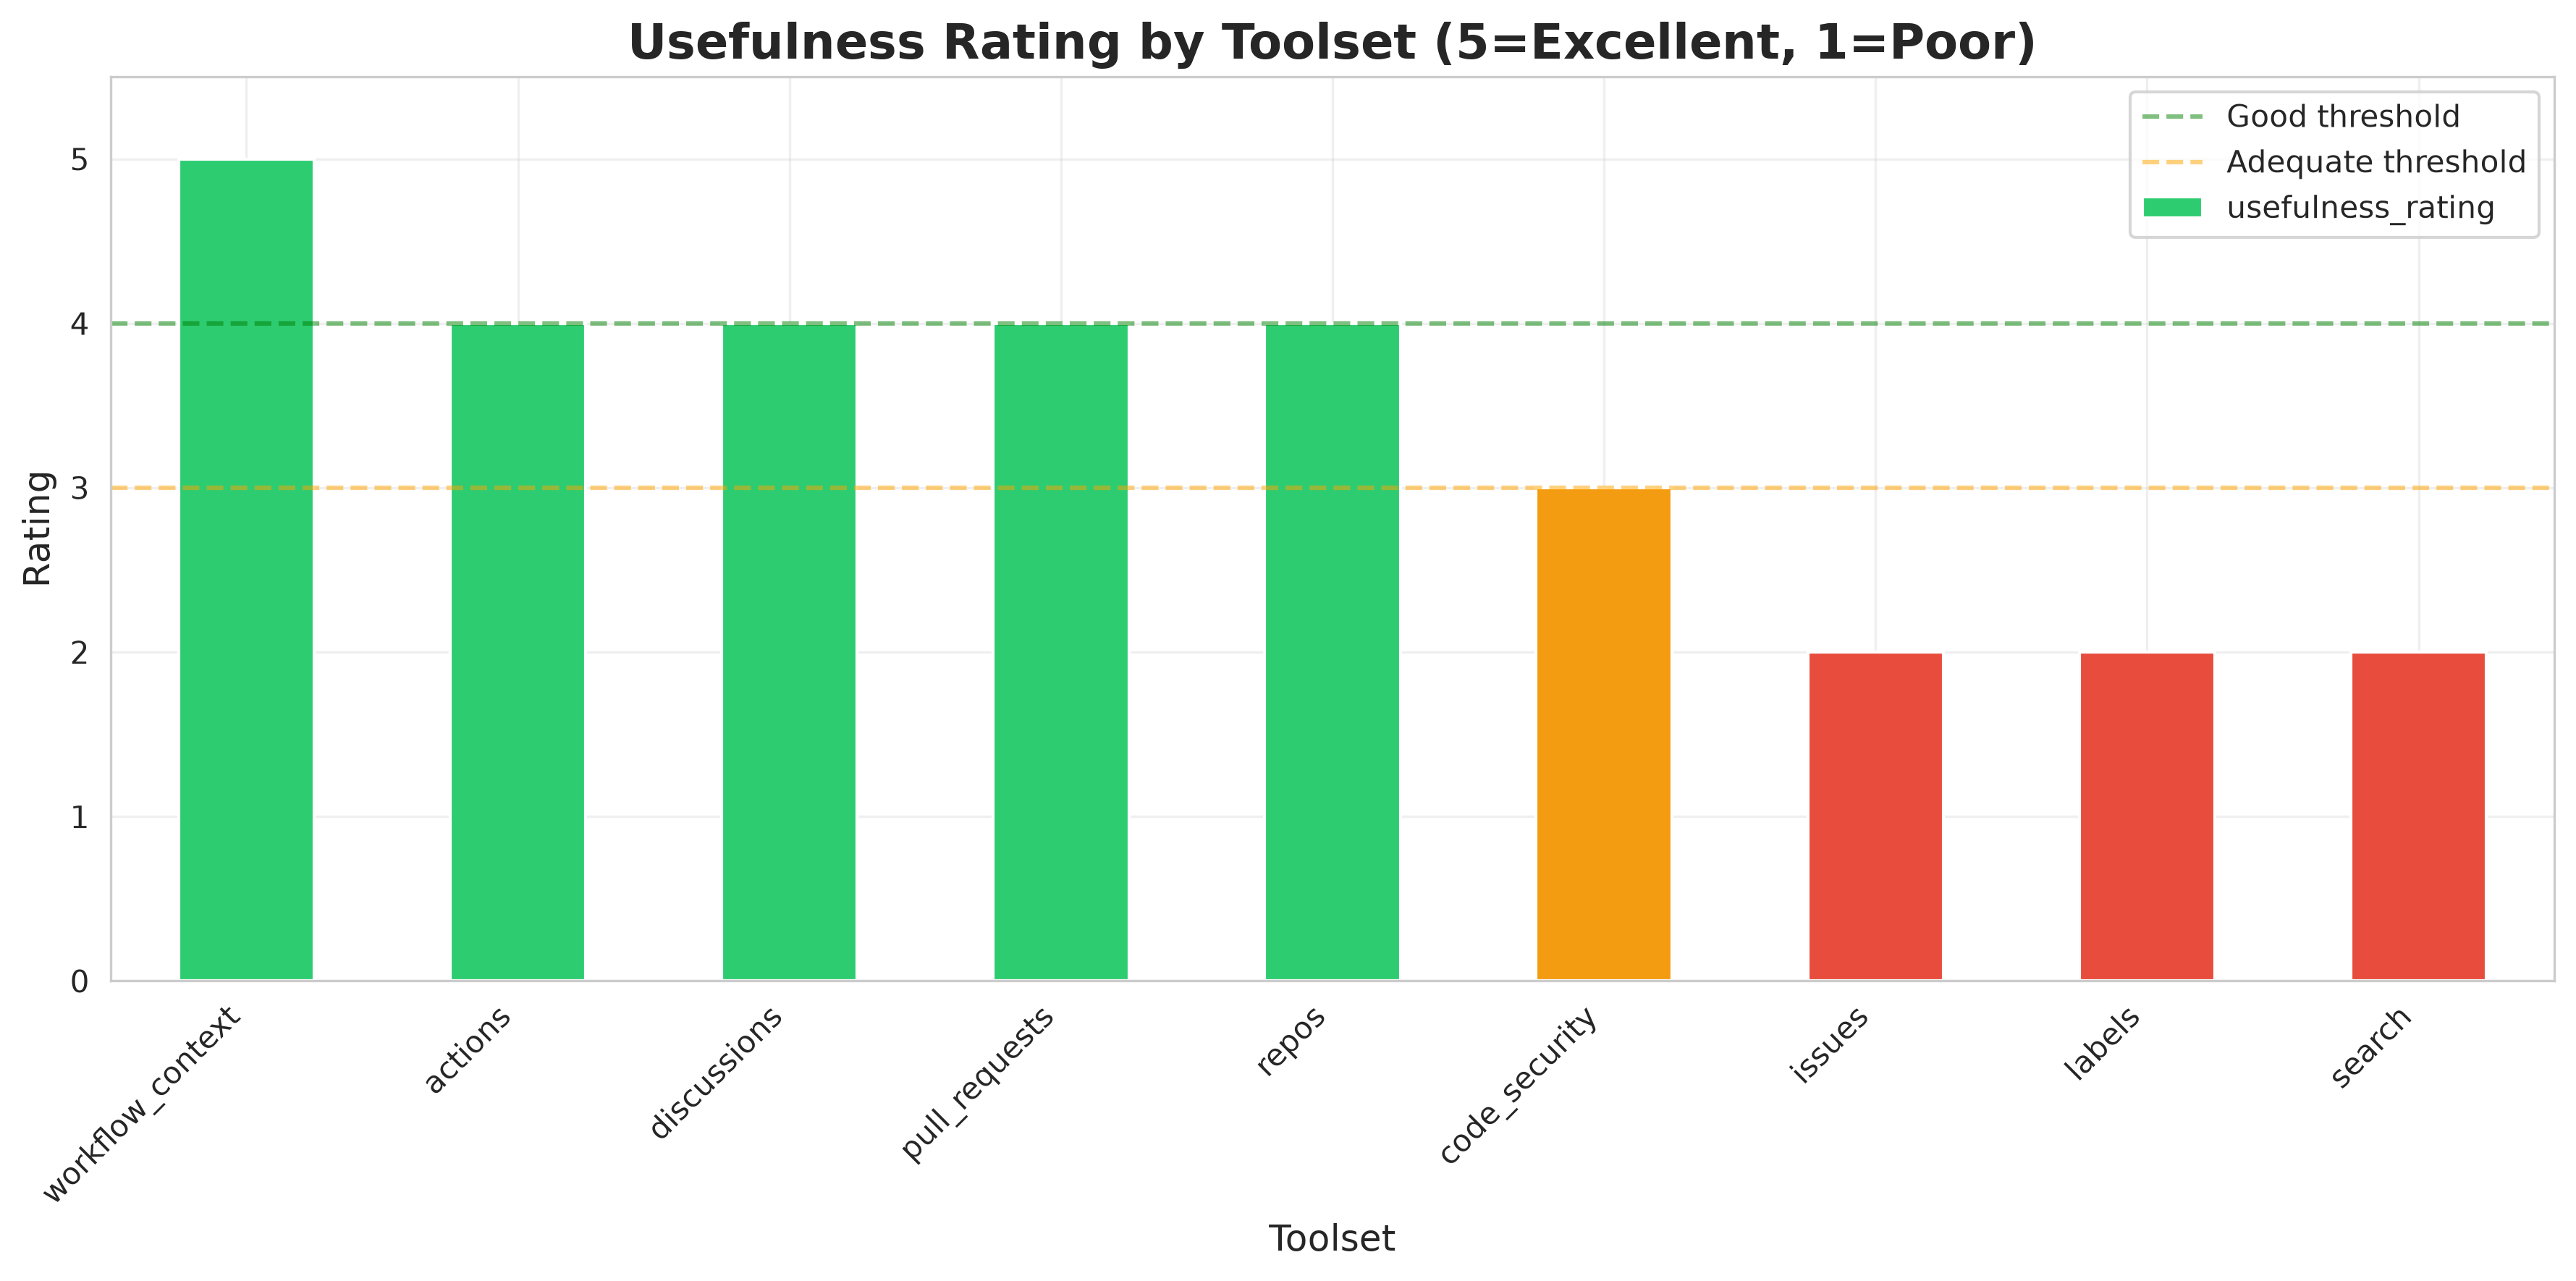 Usefulness Rating by Toolset (5=Excellent, 1=Poor)
Good threshold
Adequate threshold
usefulness_rating
Rating
5
4
3
2
1
0
workflow_context
actions
discussions
pull_requests
repos
code_security
issues
labels
search
Toolset